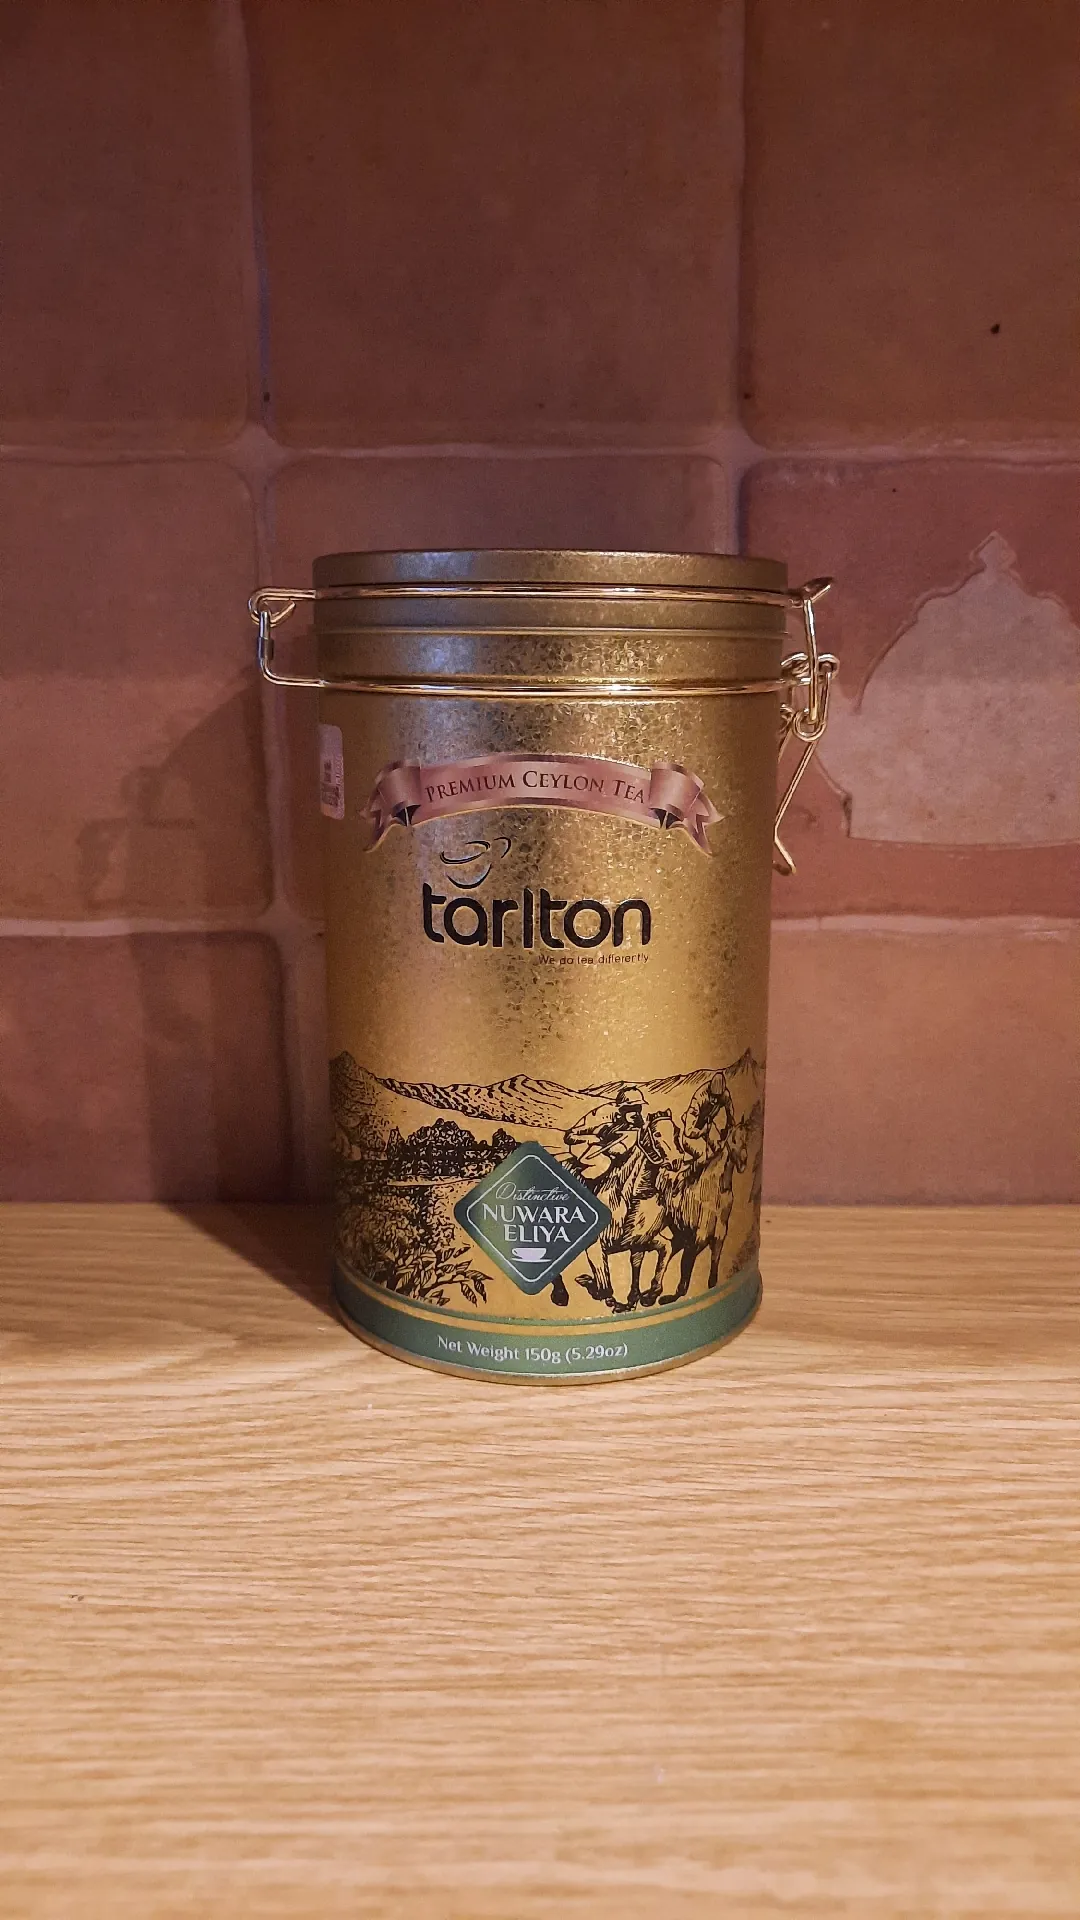 PREMIUM CEYLON TEA
tarlton
We do tea differently
Distinctive
NUWARA
ELIYA
Net Weight 150g (5.29oz)